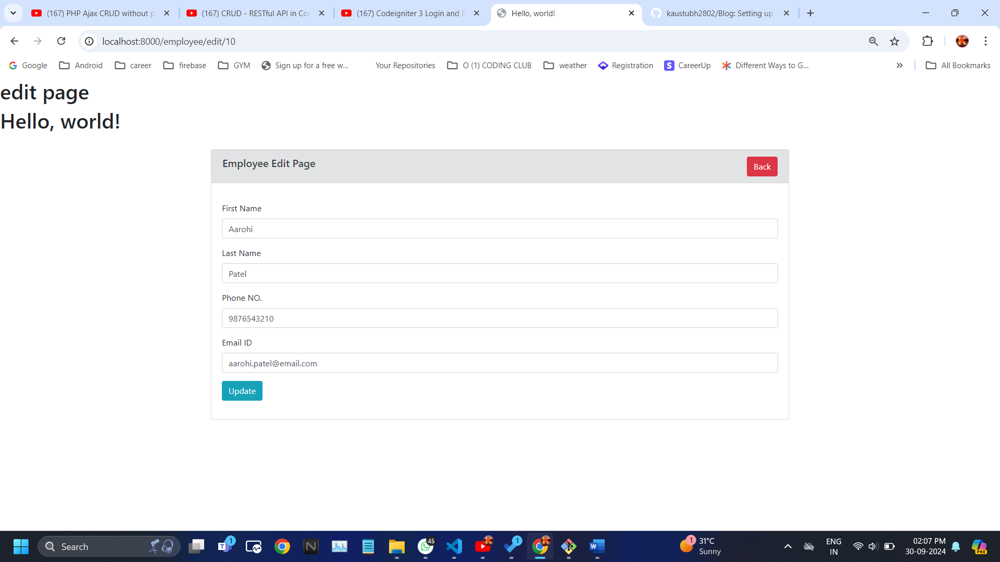 (167) PHP Ajax CRUD without p
(167) CRUD - RESTful API in Coc
(167) Codeigniter 3 Login and R
Hello, world!
kaustubh2802/Blog: Setting up
localhost:8000/employee/edit/10
Google
Android
career
firebase
GYM
Sign up for a free w...
Your Repositories
O (1) CODING CLUB
weather
Registration
CareerUp
Different Ways to G...
All Bookmarks
edit page
Hello, world!
Employee Edit Page
Back
First Name
Aarohi
Last Name
Patel
Phone NO.
9876543210
Email ID
aarohi.patel@email.com
Update
Search
1
45
1
1
31°C
Sunny
ENG
IN
02:07 PM
30-09-2024
PRE